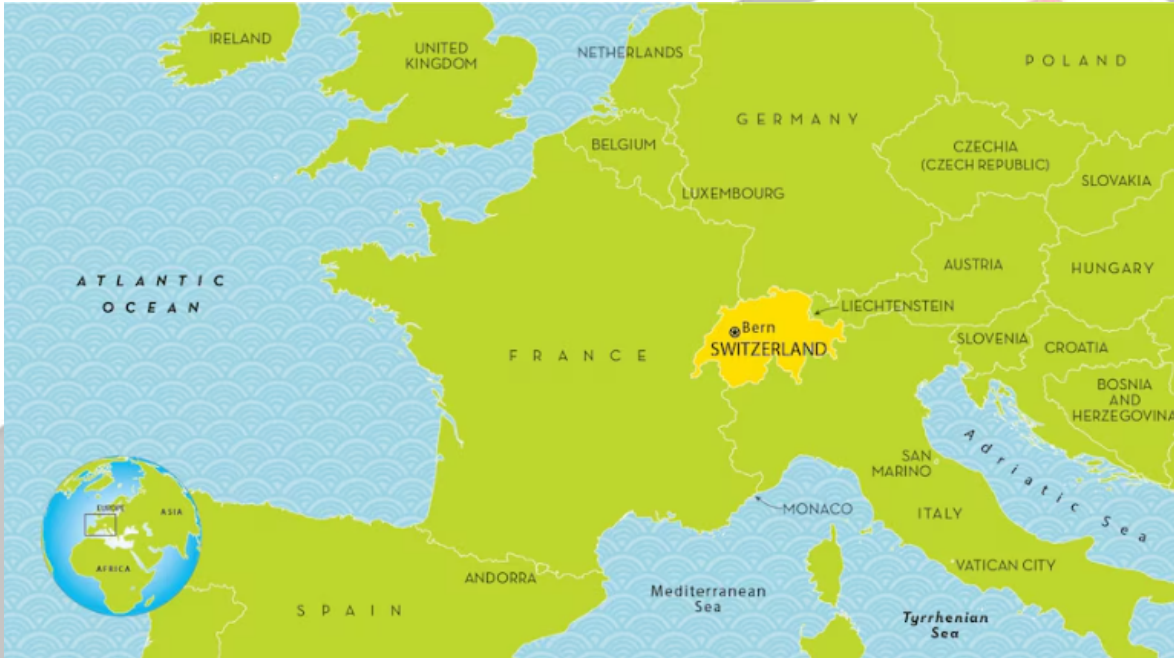 IRELAND
UNITED
KINGDOM
NETHERLANDS
POLAND
GERMANY
BELGIUM
CZECHIA
(CZECH REPUBLIC)
SLOVAKIA
LUXEMBOURG
ATLANTIC
OCEAN
AUSTRIA
HUNGARY
LIECHTENSTEIN
Bern
SWITZERLAND
FRANCE
SLOVENIA
CROATIA
BOSNIA
AND
HERZEGOVINA
Adriatic Sea
SAN
MARINO
MONACO
ITALY
EUROPE
ASIA
AFRICA
VATICAN CITY
ANDORRA
SPAIN
Mediterranean
Sea
Tyrrhenian
Sea